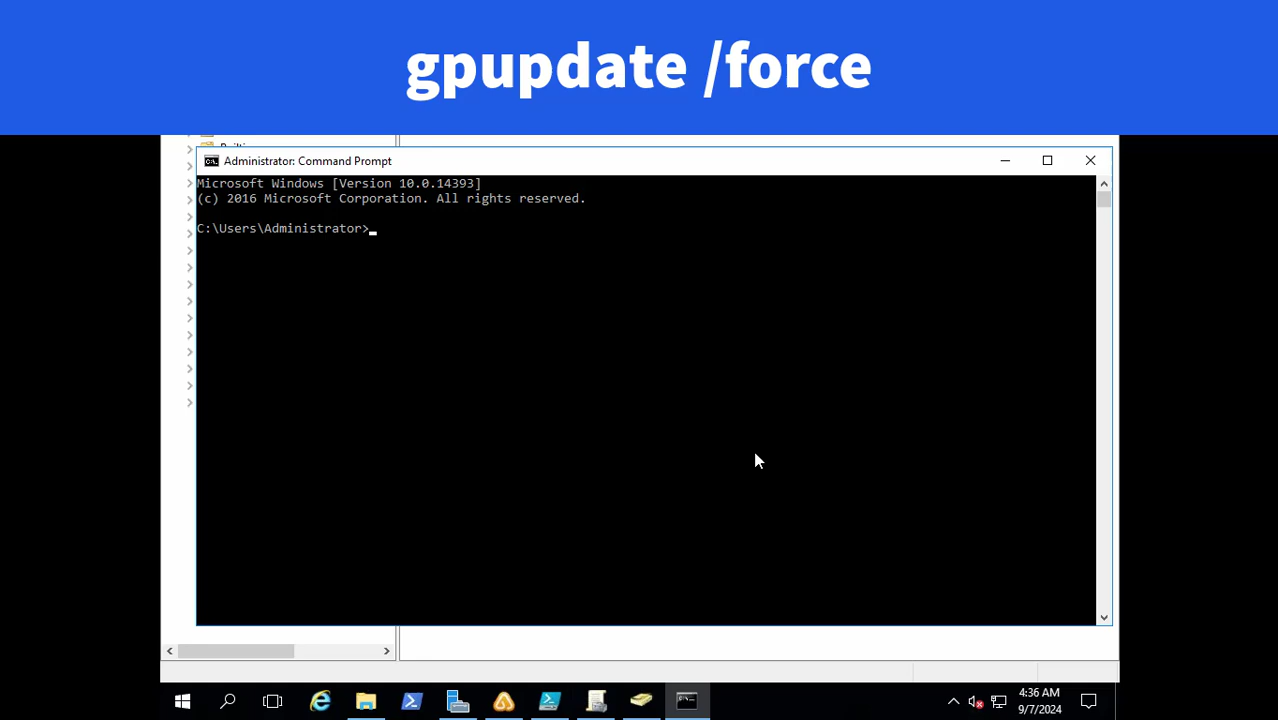 gpupdate /force
Administrator: Command Prompt
Microsoft Windows [Version 10.0.14393]
(c) 2016 Microsoft Corporation. All rights reserved.
C:\Users\Administrator>
4:36 AM
9/7/2024